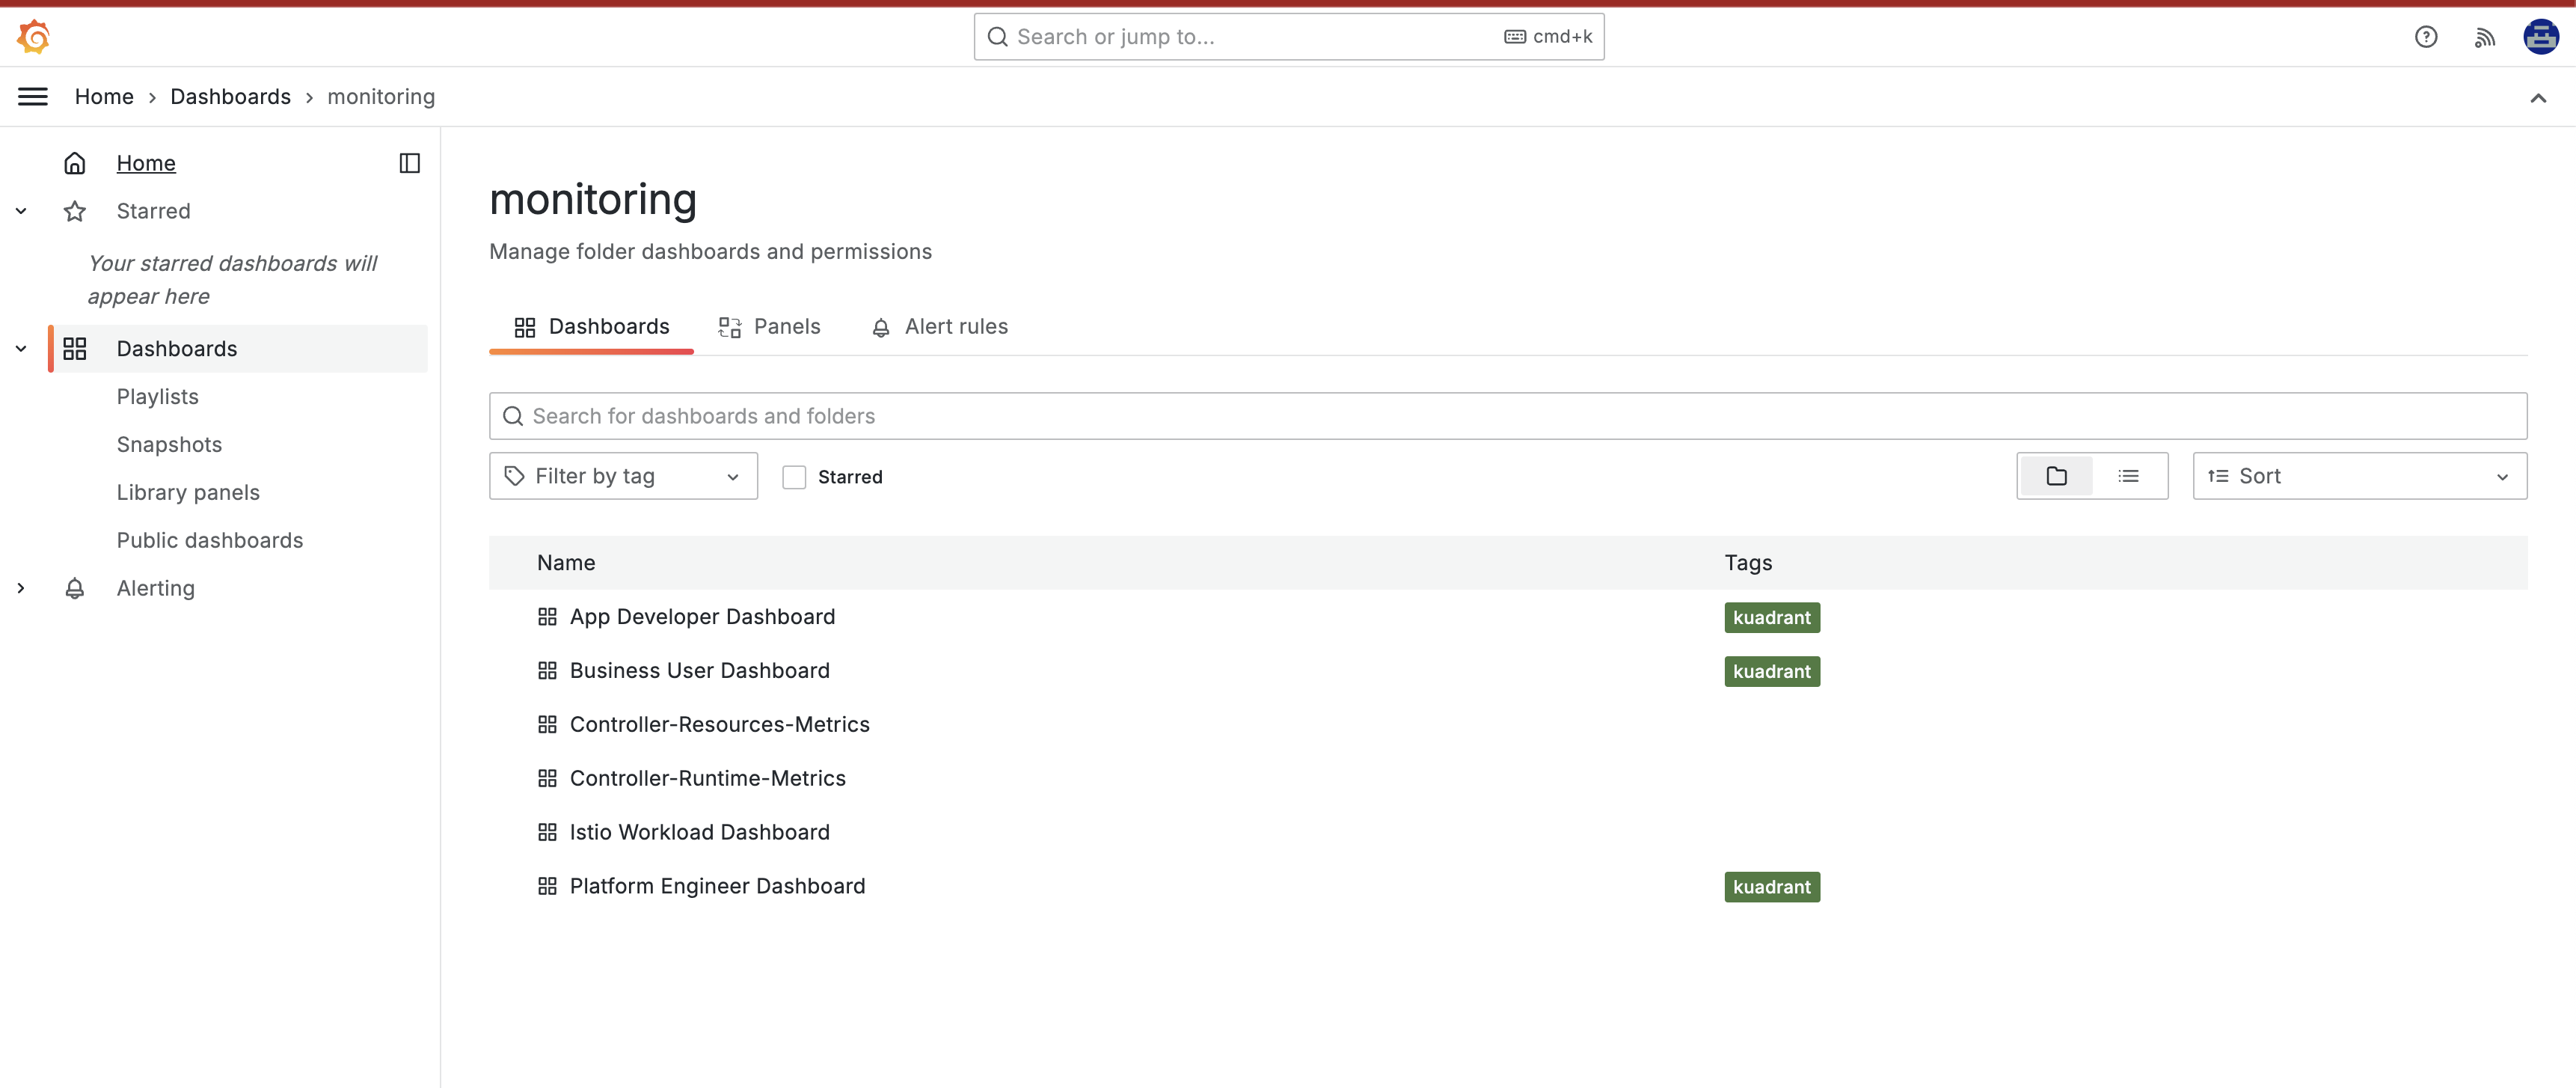 Search or jump to...
cmd+k
Home
Dashboards
monitoring
Home
Starred
Your starred dashboards will
appear here
Dashboards
Playlists
Snapshots
Library panels
Public dashboards
Alerting
monitoring
Manage folder dashboards and permissions
Dashboards
Panels
Alert rules
Search for dashboards and folders
Filter by tag
Starred
Sort
Name
Tags
App Developer Dashboard
kuadrant
Business User Dashboard
kuadrant
Controller-Resources-Metrics
Controller-Runtime-Metrics
Istio Workload Dashboard
Platform Engineer Dashboard
kuadrant